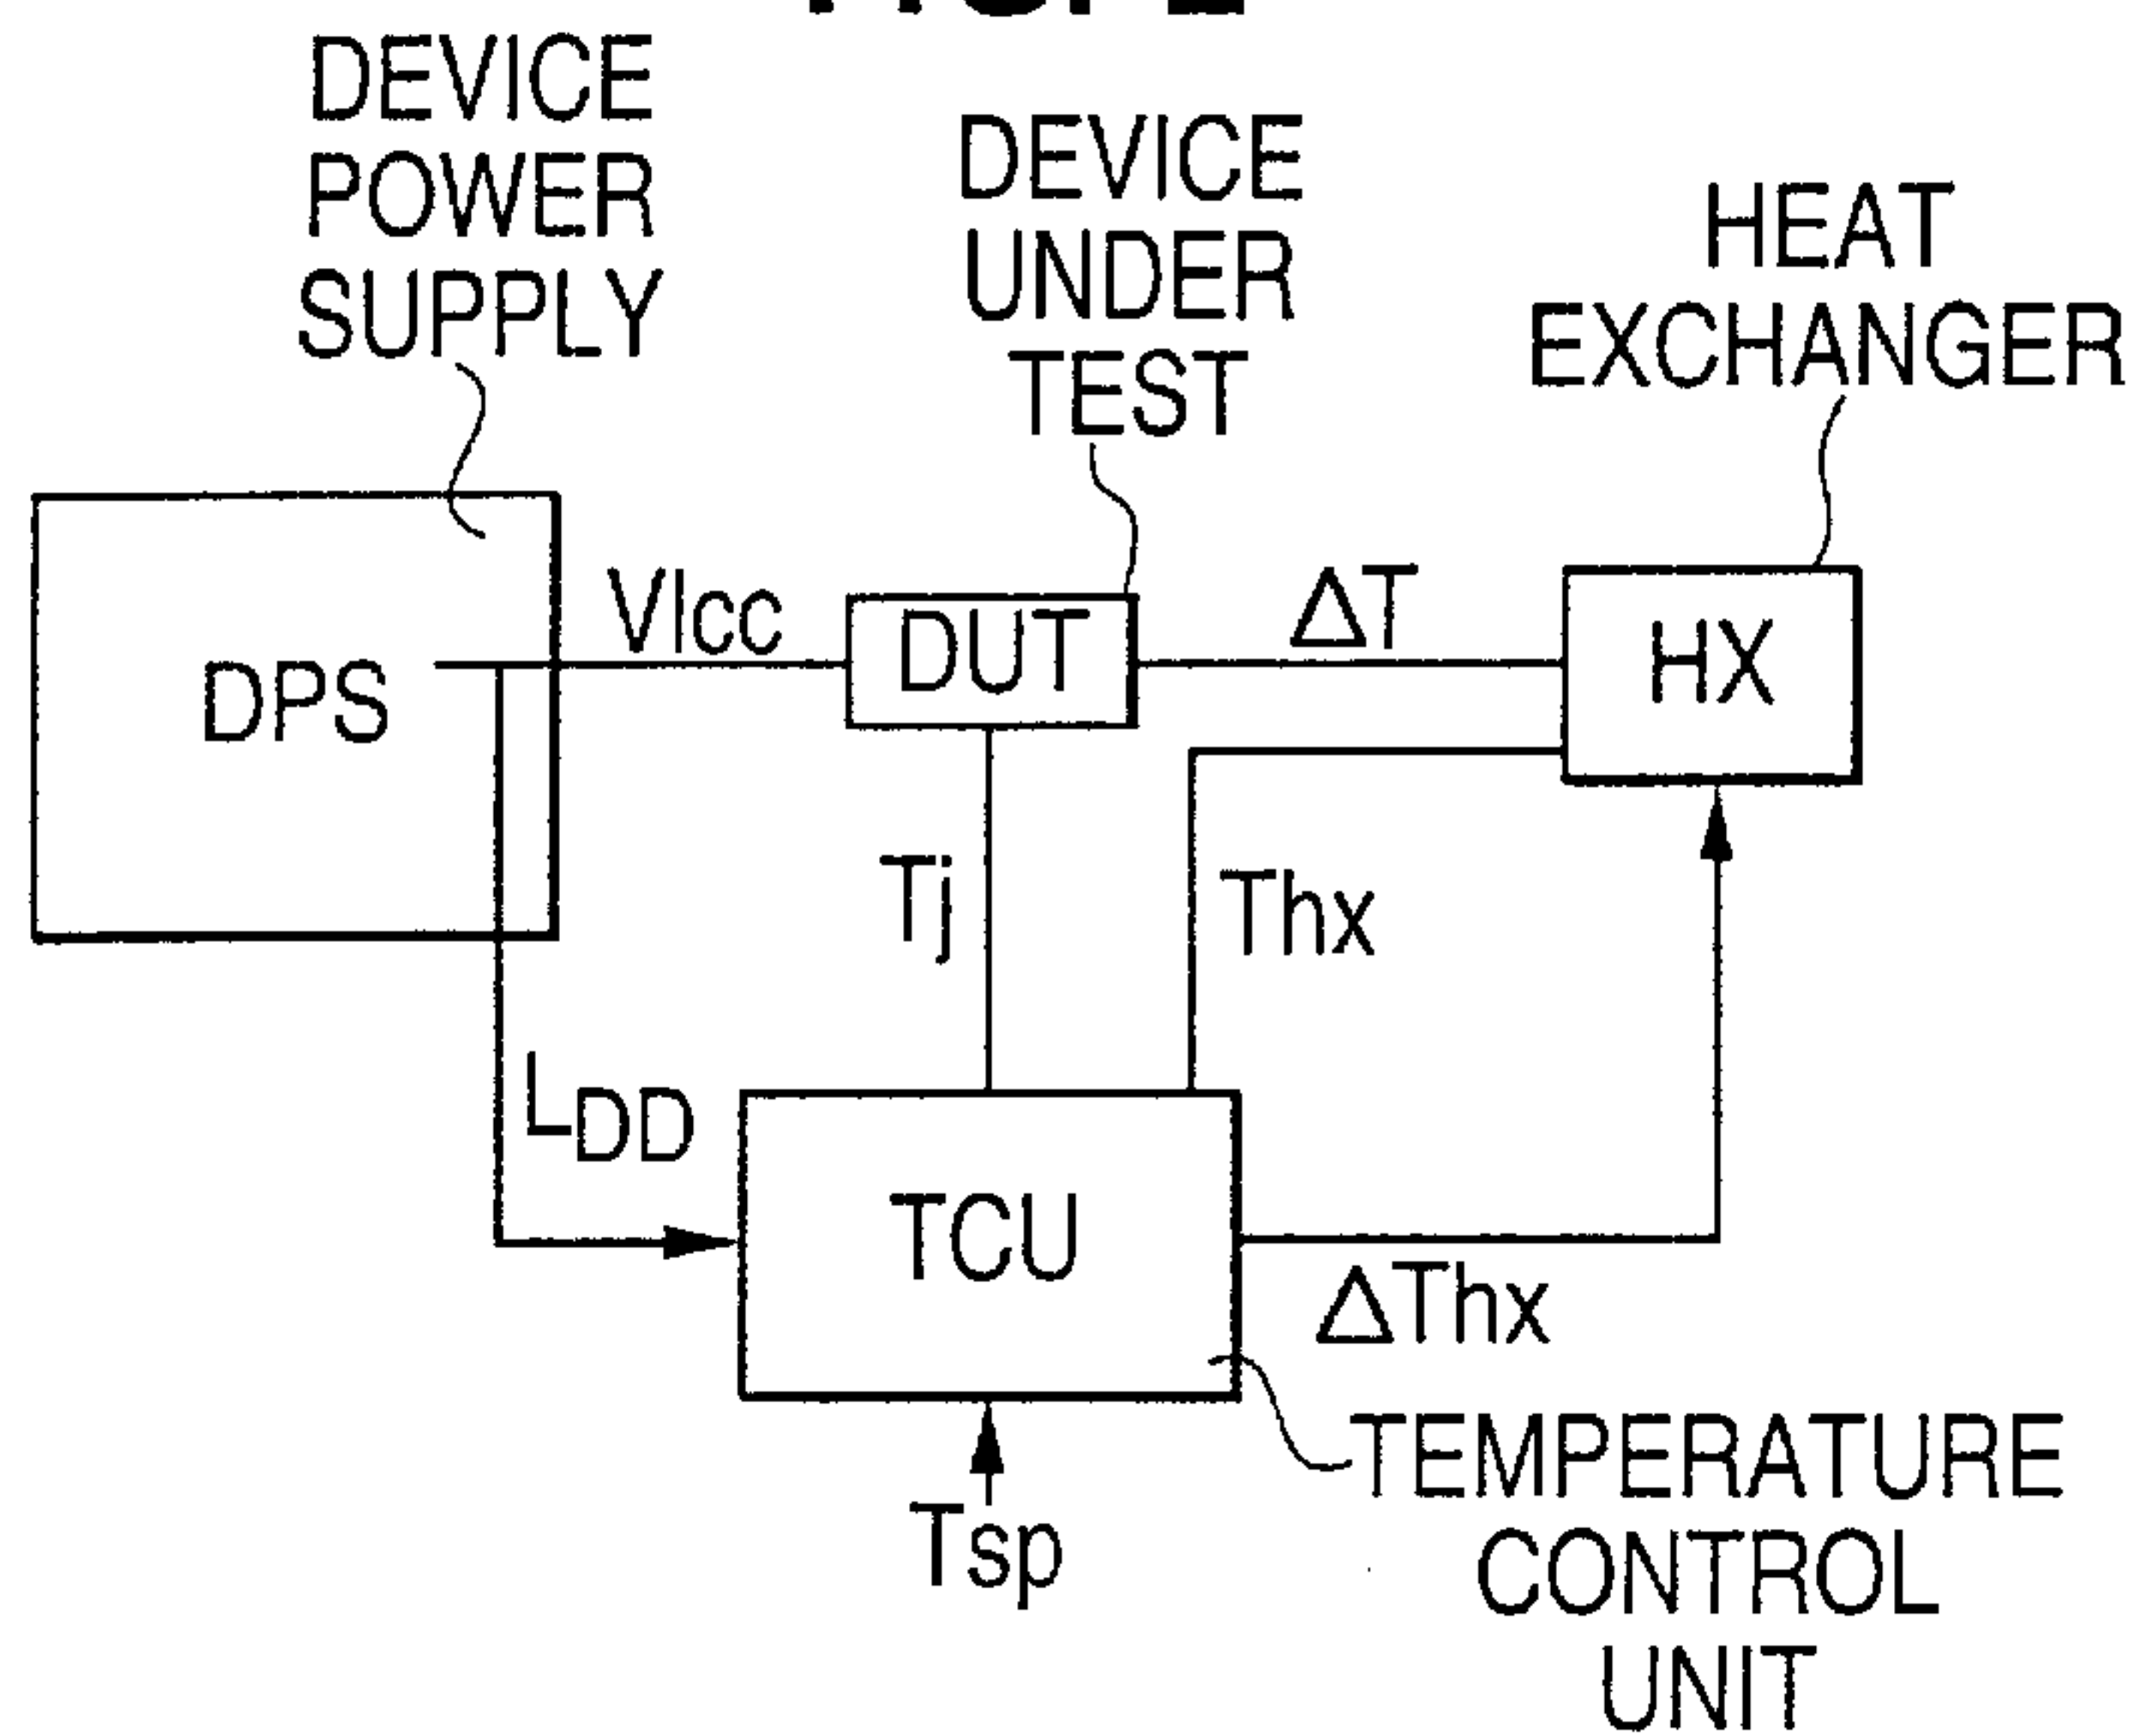 DEVICE
POWER
SUPPLY
DEVICE
UNDER
TEST
HEAT
EXCHANGER
DPS
VIcc
DUT
ΔT
HX
Tj
Thx
LDD
TCU
ΔThx
Tsp
TEMPERATURE
CONTROL
UNIT